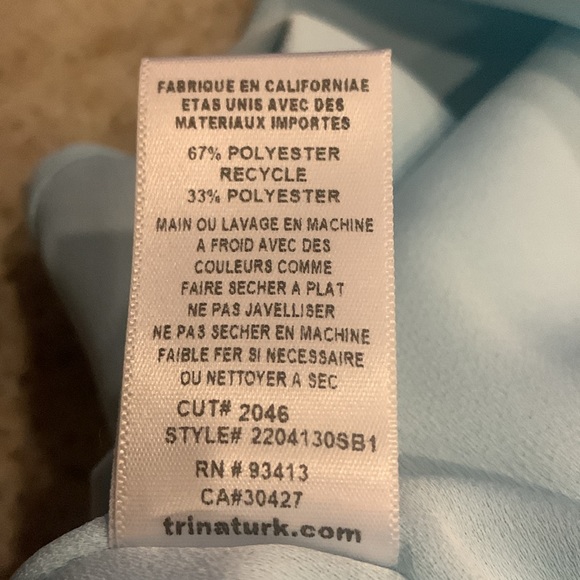 FABRIQUE EN CALIFORNIAE
ETAS UNIS AVEC DES
MATERIAUX IMPORTES
67% POLYESTER
RECYCLE
33% POLYESTER
MAIN OU LAVAGE EN MACHINE
A FROID AVEC DES
COULEURS COMME
FAIRE SECHER A PLAT
NE PAS JAVELLISER
NE PAS SECHER EN MACHINE
FAIBLE FER SI NECESSAIRE
OU NETTOYER A SEC
CUT# 2046
STYLE# 2204130SB1
RN # 93413
CA#30427
trinaturk.com